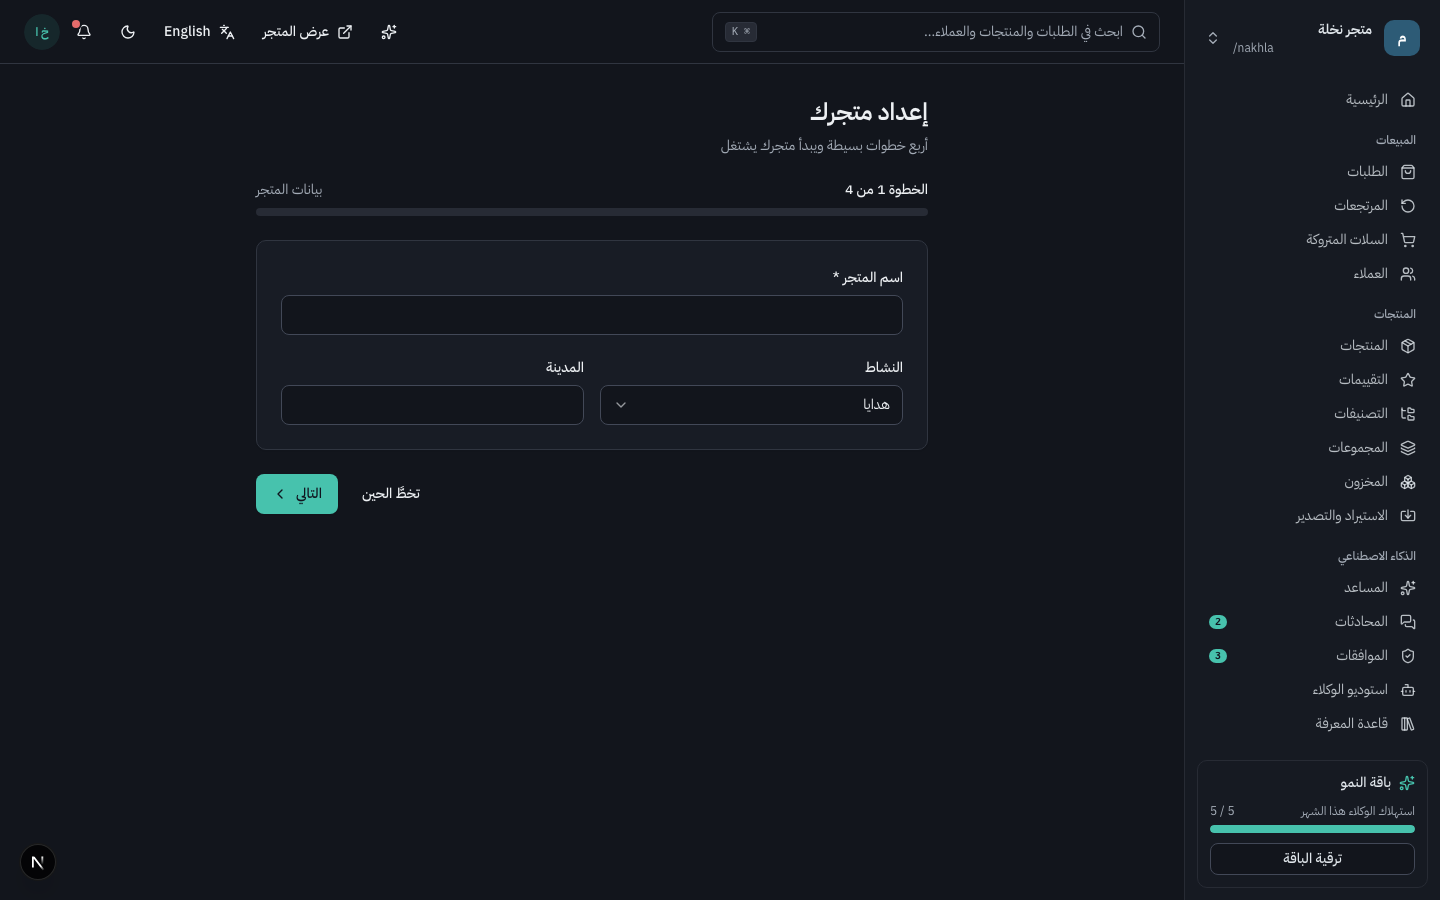 متجر نخلة
/nakhla
م
ابحث في الطلبات والمنتجات والعملاء...
⌘ K
عرض المتجر
English
خ ا
الرئيسية
المبيعات
الطلبات
المرتجعات
السلات المتروكة
العملاء
المنتجات
المنتجات
التقييمات
التصنيفات
المجموعات
المخزون
الاستيراد والتصدير
الذكاء الاصطناعي
المساعد
المحادثات 2
الموافقات 3
استوديو الوكلاء
قاعدة المعرفة
باقة النمو
استهلاك الوكلاء هذا الشهر 5 / 5
ترقية الباقة
إعداد متجرك
أربع خطوات بسيطة ويبدأ متجرك يشتغل
الخطوة 1 من 4
بيانات المتجر
اسم المتجر *
النشاط
المدينة
هدايا
تخطَّ الحين
التالي
N